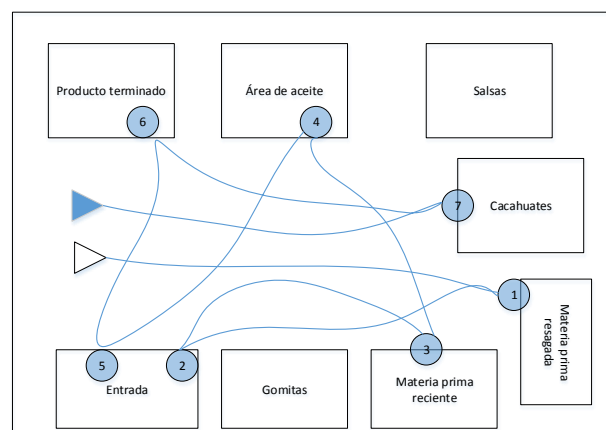 Producto terminado
6
Área de aceite
4
Salsas
7
Cacahuates
1
Materia prima
resagada
5
Entrada
2
Gomitas
3
Materia prima
reciente